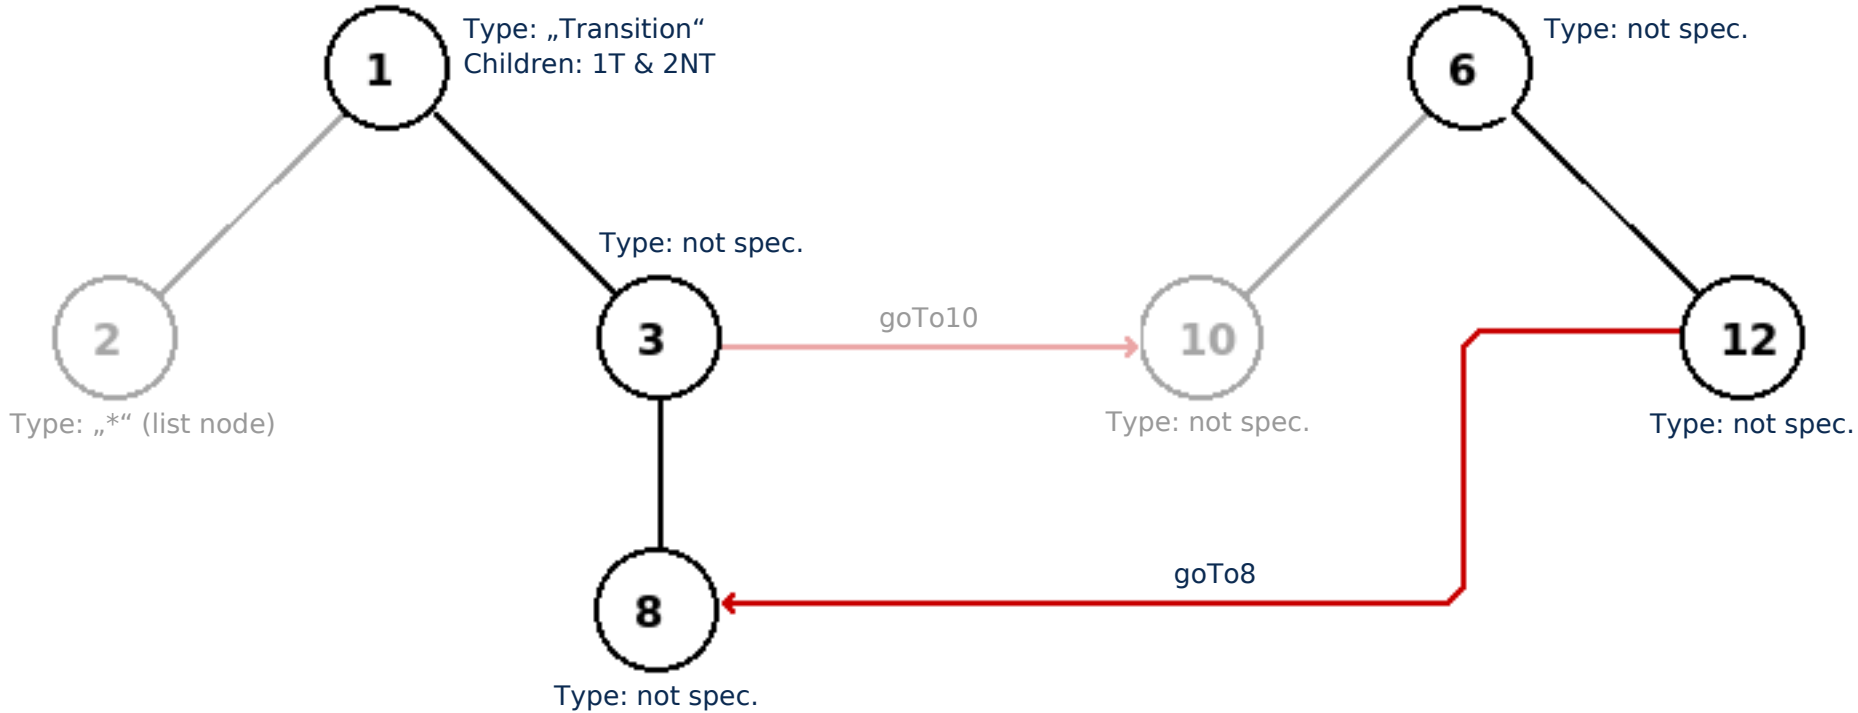 1
Type: „Transition“
Children: 1T & 2NT
6
Type: not spec.
Type: not spec.
2
3
goTo10
10
12
Type: „*“ (list node)
Type: not spec.
Type: not spec.
goTo8
8
Type: not spec.